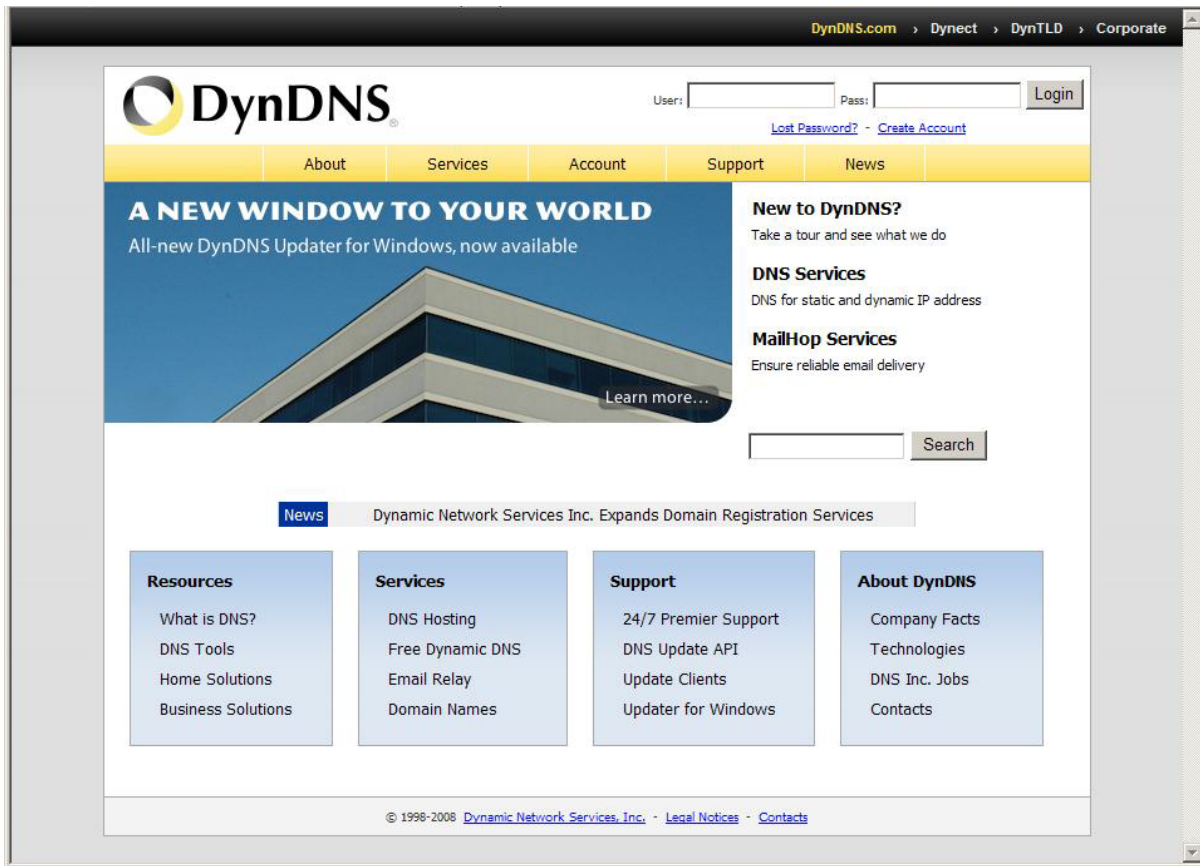 DynDNS.com › Dynect › DynTLD › Corporate
DynDNS®
User: Pass: Login
Lost Password? - Create Account
About Services Account Support News
A NEW WINDOW TO YOUR WORLD
All-new DynDNS Updater for Windows, now available
Learn more...
New to DynDNS?
Take a tour and see what we do
DNS Services
DNS for static and dynamic IP address
MailHop Services
Ensure reliable email delivery
Search
News Dynamic Network Services Inc. Expands Domain Registration Services
Resources
What is DNS?
DNS Tools
Home Solutions
Business Solutions
Services
DNS Hosting
Free Dynamic DNS
Email Relay
Domain Names
Support
24/7 Premier Support
DNS Update API
Update Clients
Updater for Windows
About DynDNS
Company Facts
Technologies
DNS Inc. Jobs
Contacts
© 1998-2008 Dynamic Network Services, Inc. - Legal Notices - Contacts